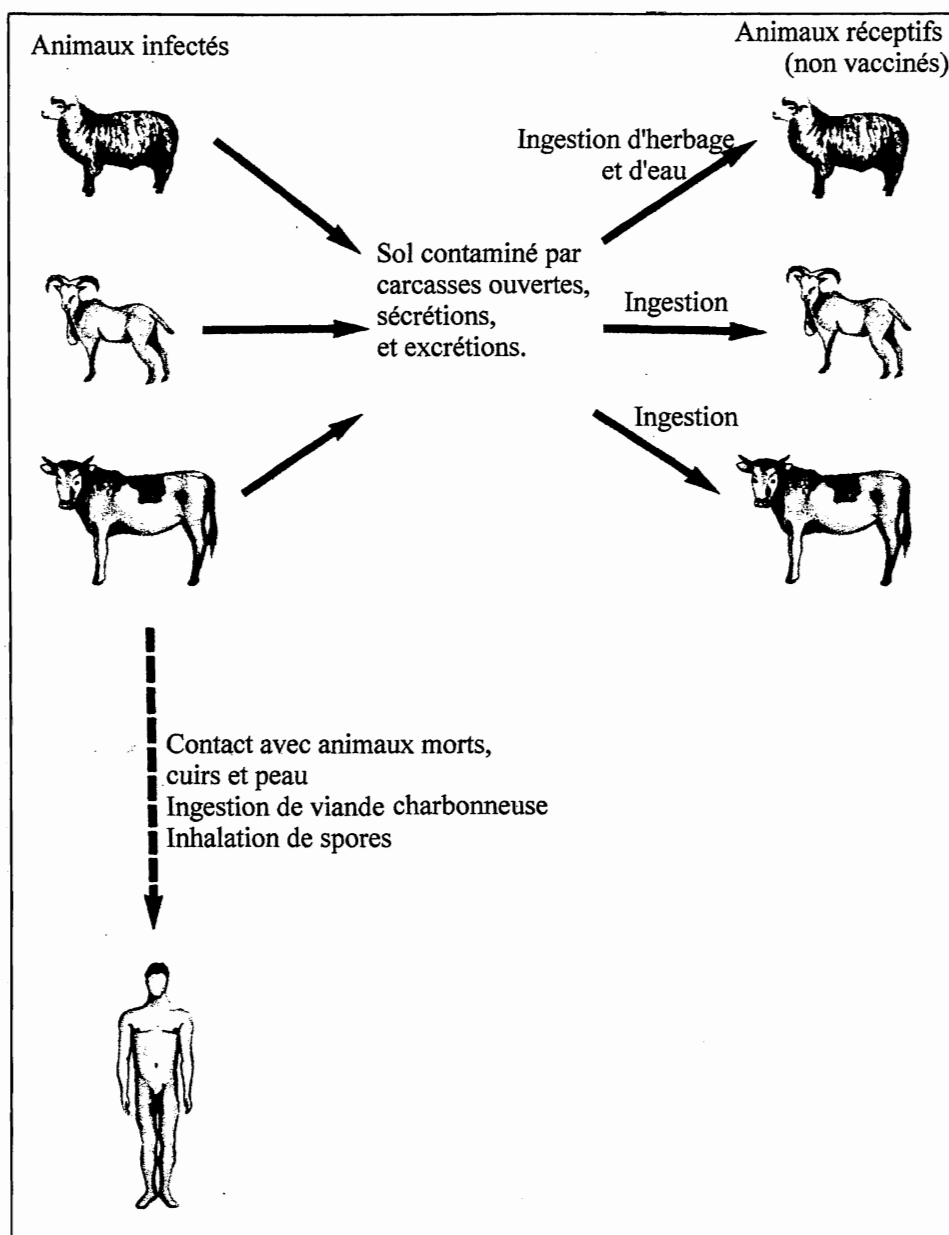 Animaux infectés
Animaux réceptifs
(non vaccinés)
Ingestion d'herbage
et d'eau
Sol contaminé par
carcasses ouvertes,
sécrétions,
et excrétions.
Ingestion
Ingestion
Contact avec animaux morts,
cuirs et peau
Ingestion de viande charbonneuse
Inhalation de spores